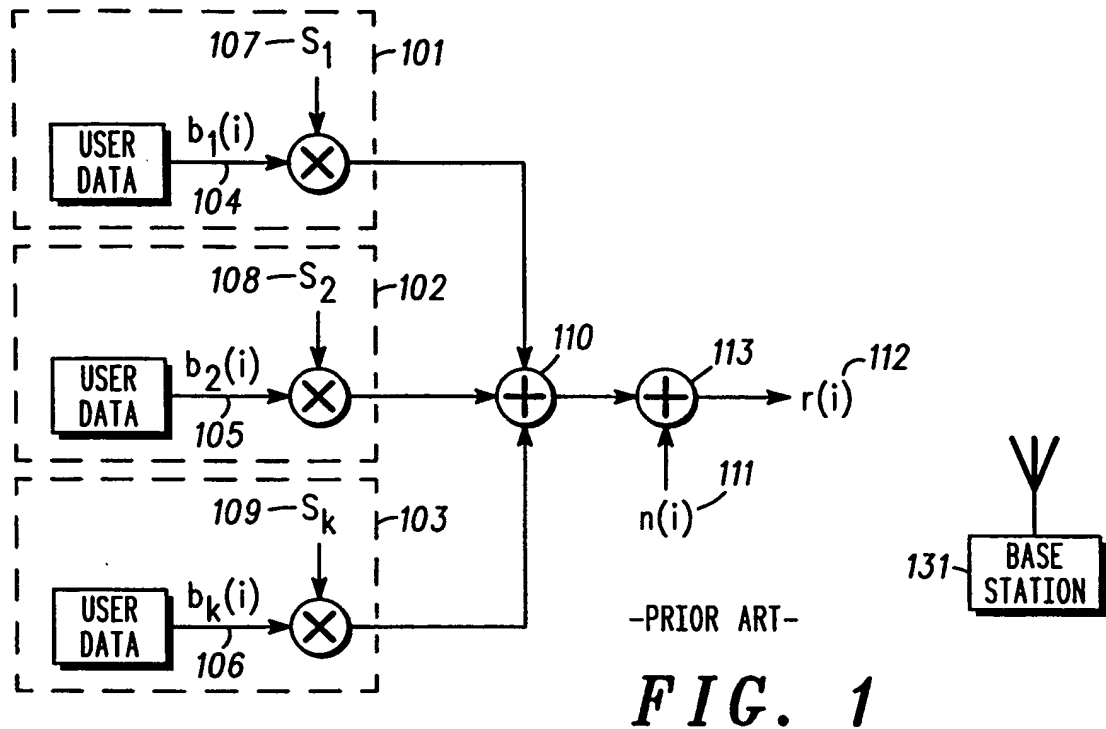 107 S₁ 101
USER DATA b₁(i) 104
108 S₂ 102
USER DATA b₂(i) 105
110 113 r(i) 112
n(i) 111
109 Sₖ 103
USER DATA bₖ(i) 106
131 BASE STATION
-PRIOR ART-
FIG. 1